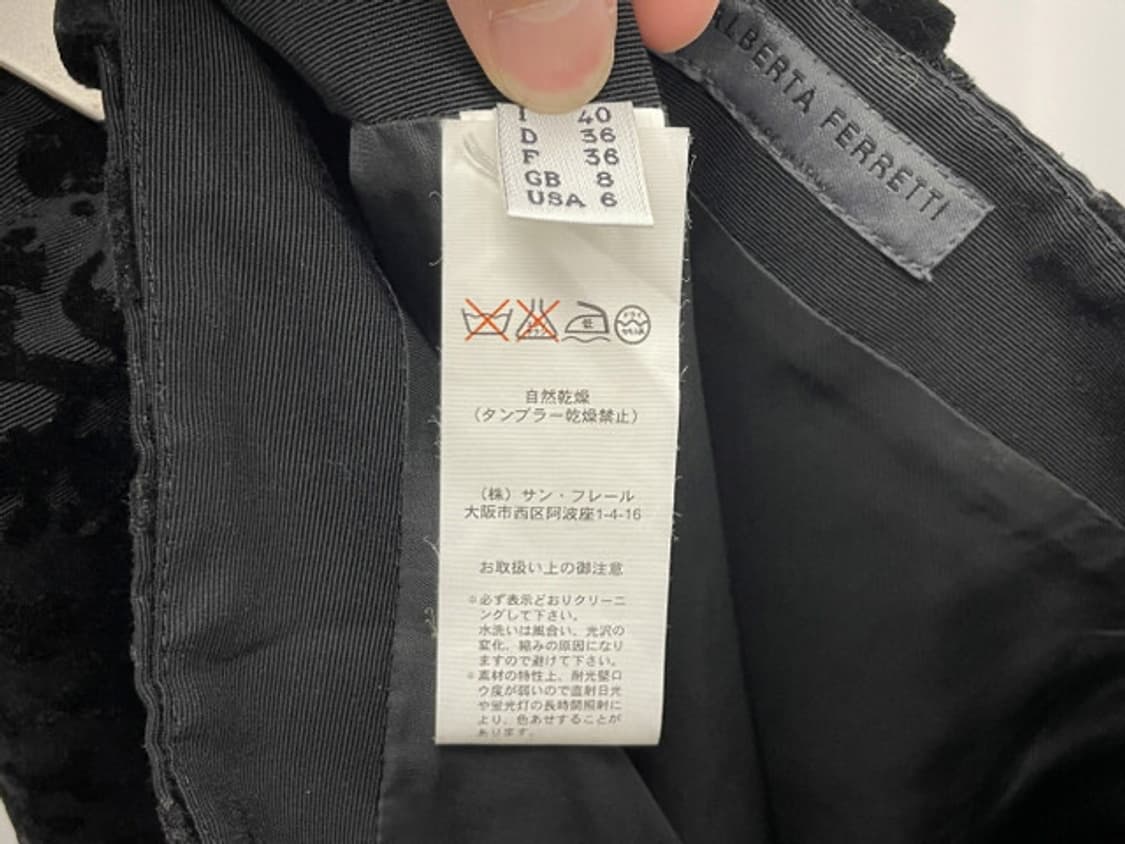 ALBERTA FERRETTI
I 40
D 36
F 36
GB 8
USA 6
低
ドライ
自然乾燥
(タンブラー乾燥禁止)
(株)サン・フレール
大阪市西区阿波座1-4-16
お取扱い上の御注意
※必ず表示どおりクリーニ
ングして下さい。
水洗いは風合い、光沢の
変化、縮みの原因になり
ますので避けて下さい。
※素材の特性上、耐光堅ロ
ウ度が弱いので直射日光
や蛍光灯の長時間照射に
より、色あせすることが
あります。